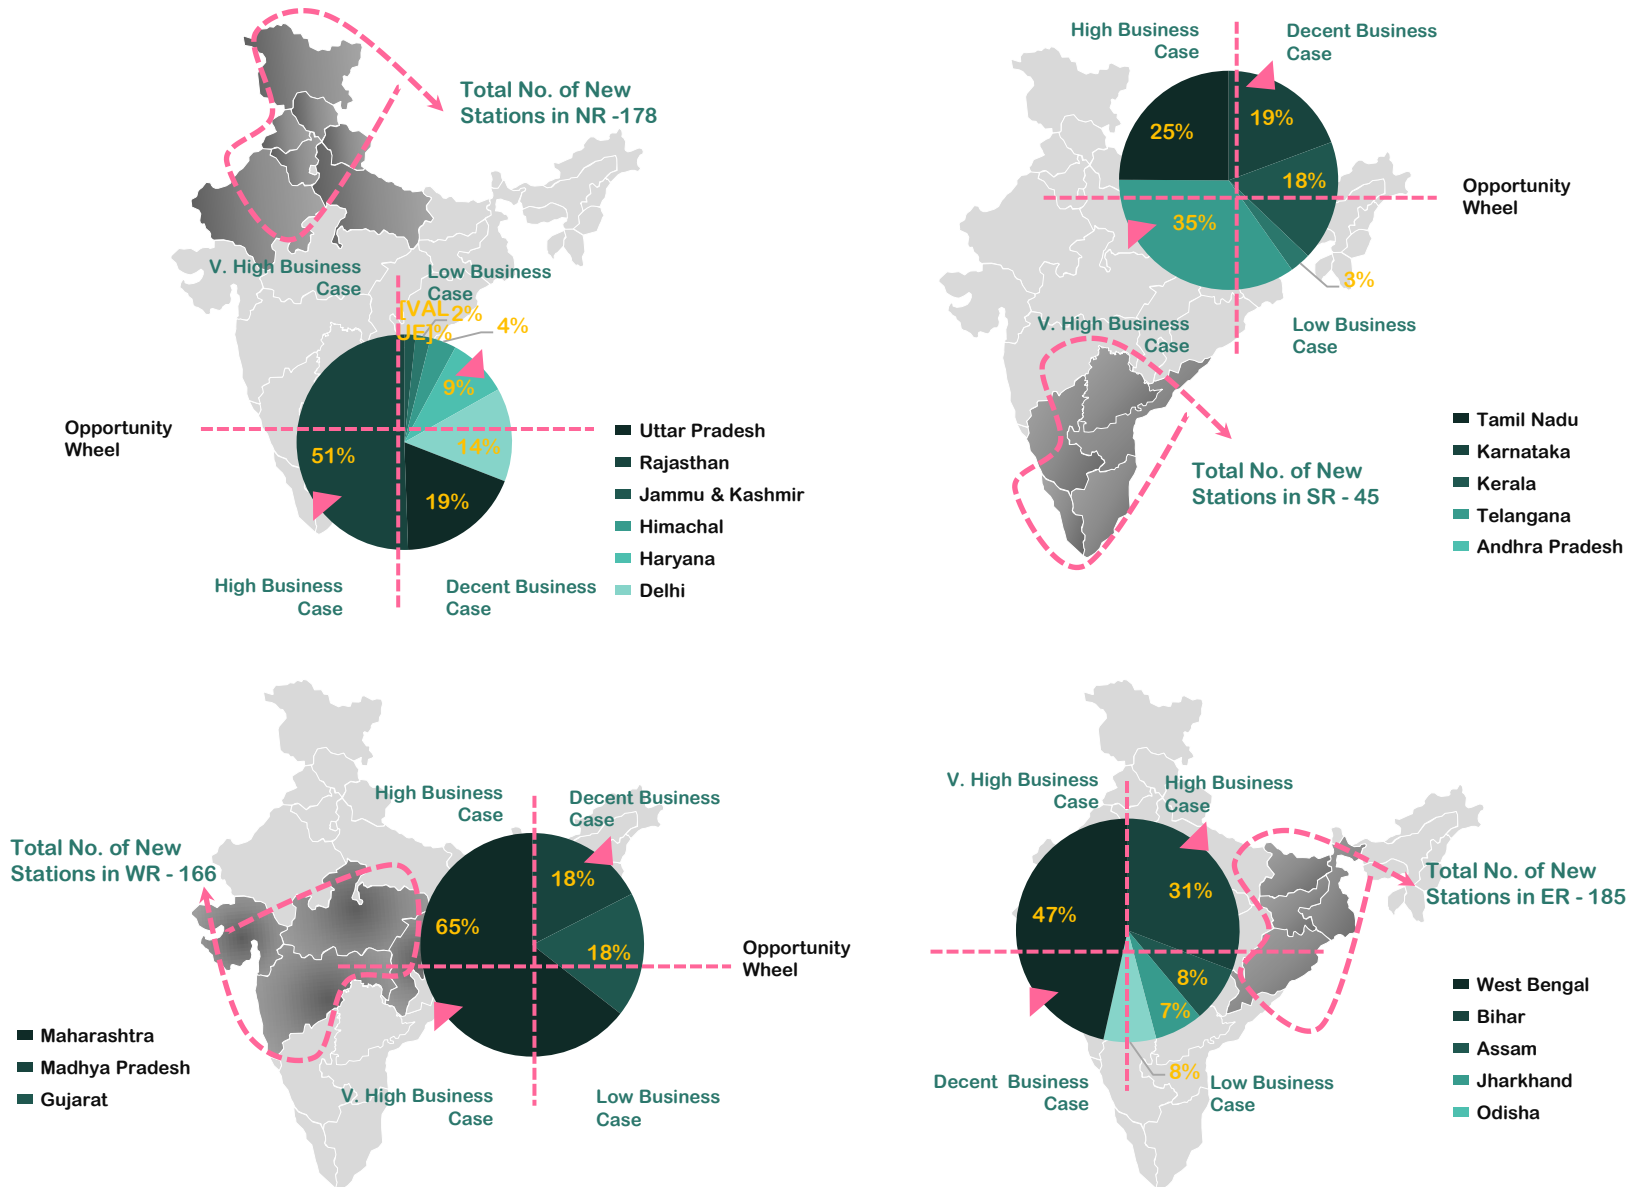 Total No. of New
Stations in NR -178
V. High Business
Case
Low Business
Case
[VAL
UE]%
2%
4%
9%
14%
19%
51%
Opportunity
Wheel
High Business
Case
Decent Business
Case
Uttar Pradesh
Rajasthan
Jammu & Kashmir
Himachal
Haryana
Delhi
High Business
Case
Decent Business
Case
25%
19%
18%
35%
3%
Opportunity
Wheel
V. High Business
Case
Low Business
Case
Total No. of New
Stations in SR - 45
Tamil Nadu
Karnataka
Kerala
Telangana
Andhra Pradesh
Total No. of New
Stations in WR - 166
High Business
Case
Decent Business
Case
65%
18%
18%
Opportunity
Wheel
Maharashtra
Madhya Pradesh
Gujarat
V. High Business
Case
Low Business
Case
V. High Business
Case
High Business
Case
47%
31%
8%
7%
8%
Total No. of New
Stations in ER - 185
Decent  Business
Case
Low Business
Case
West Bengal
Bihar
Assam
Jharkhand
Odisha